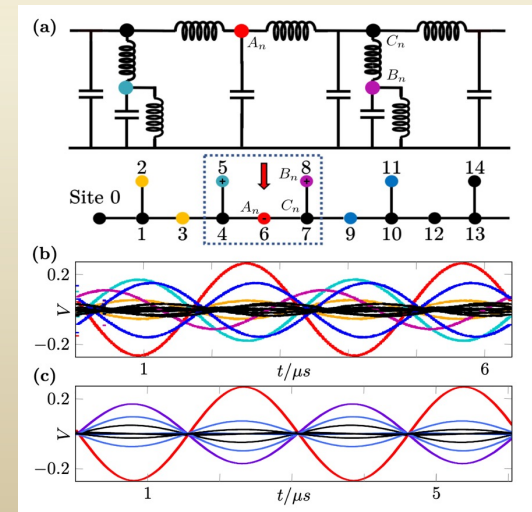 (a)
A_n
C_n
B_n
2 5 8 11 14
B_n
Site 0
A_n C_n
1 3 4 6 7 9 10 12 13
(b)
0.2
V
−0.2
1 t/μs 6
(c)
0.2
V
−0.2
1 t/μs 5